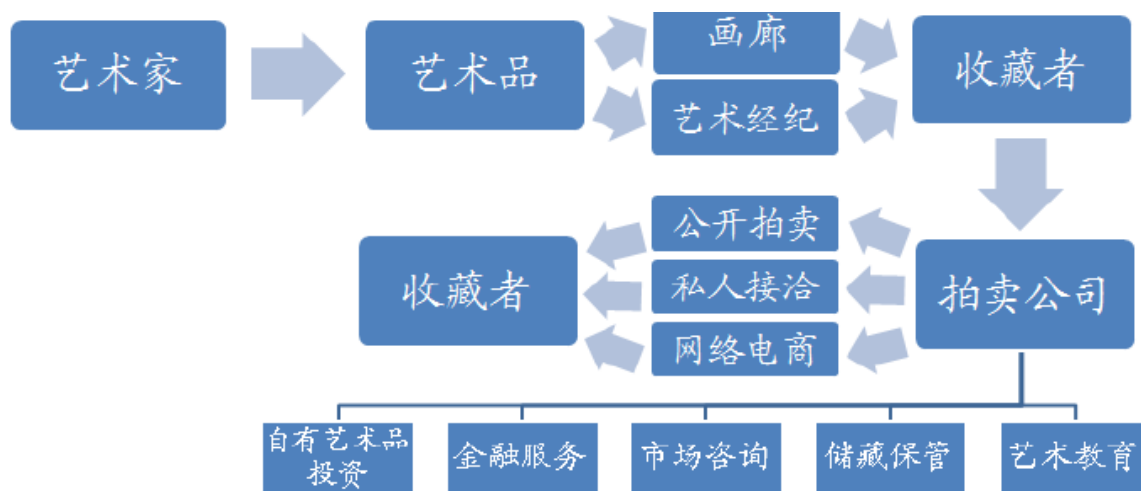 艺术家
艺术品
画廊
艺术经纪
收藏者
公开拍卖
收藏者
私人接洽
拍卖公司
网络电商
自有艺术品
投资
金融服务
市场咨询
储藏保管
艺术教育